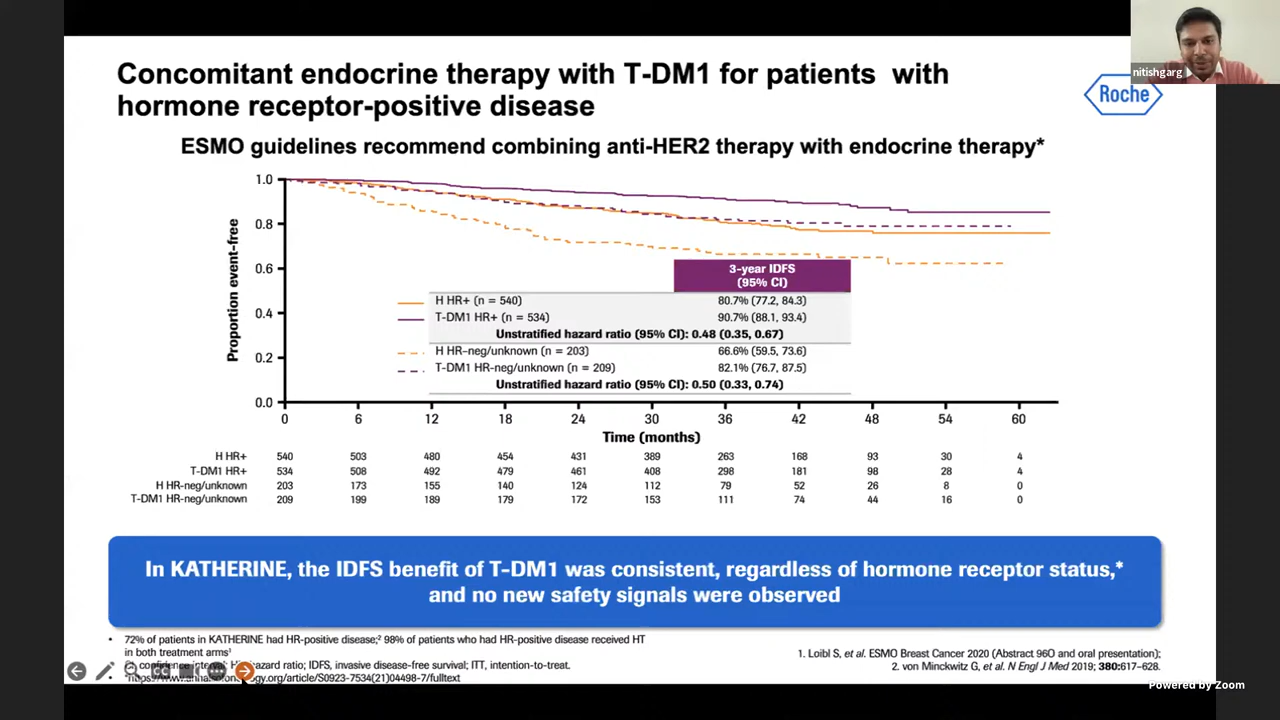 nitishgarg
Concomitant endocrine therapy with T-DM1 for patients with
hormone receptor-positive disease
Roche
ESMO guidelines recommend combining anti-HER2 therapy with endocrine therapy*
Proportion event-free
1.0
0.8
0.6
0.4
0.2
0.0
3-year IDFS
(95% CI)
H HR+ (n = 540) 80.7% (77.2, 84.3)
T-DM1 HR+ (n = 534) 90.7% (88.1, 93.4)
Unstratified hazard ratio (95% CI): 0.48 (0.35, 0.67)
H HR-neg/unknown (n = 203) 66.6% (59.5, 73.6)
T-DM1 HR-neg/unknown (n = 209) 82.1% (76.7, 87.5)
Unstratified hazard ratio (95% CI): 0.50 (0.33, 0.74)
0 6 12 18 24 30 36 42 48 54 60
Time (months)
H HR+ 540 503 480 454 431 389 263 168 93 30 4
T-DM1 HR+ 534 508 492 479 461 408 298 181 98 28 4
H HR-neg/unknown 203 173 155 140 124 112 79 52 26 8 0
T-DM1 HR-neg/unknown 209 199 189 179 172 153 111 74 44 16 0
In KATHERINE, the IDFS benefit of T-DM1 was consistent, regardless of hormone receptor status,*
and no new safety signals were observed
• 72% of patients in KATHERINE had HR-positive disease;² 98% of patients who had HR-positive disease received HT
in both treatment arms¹
confidence interval; hazard ratio; IDFS, invasive disease-free survival; ITT, intention-to-treat.
ogy.org/article/S0923-7534(21)04498-7/fulltext
1. Loibl S, et al. ESMO Breast Cancer 2020 (Abstract 96O and oral presentation);
2. von Minckwitz G, et al. N Engl J Med 2019; 380:617–628.
Powered by Zoom